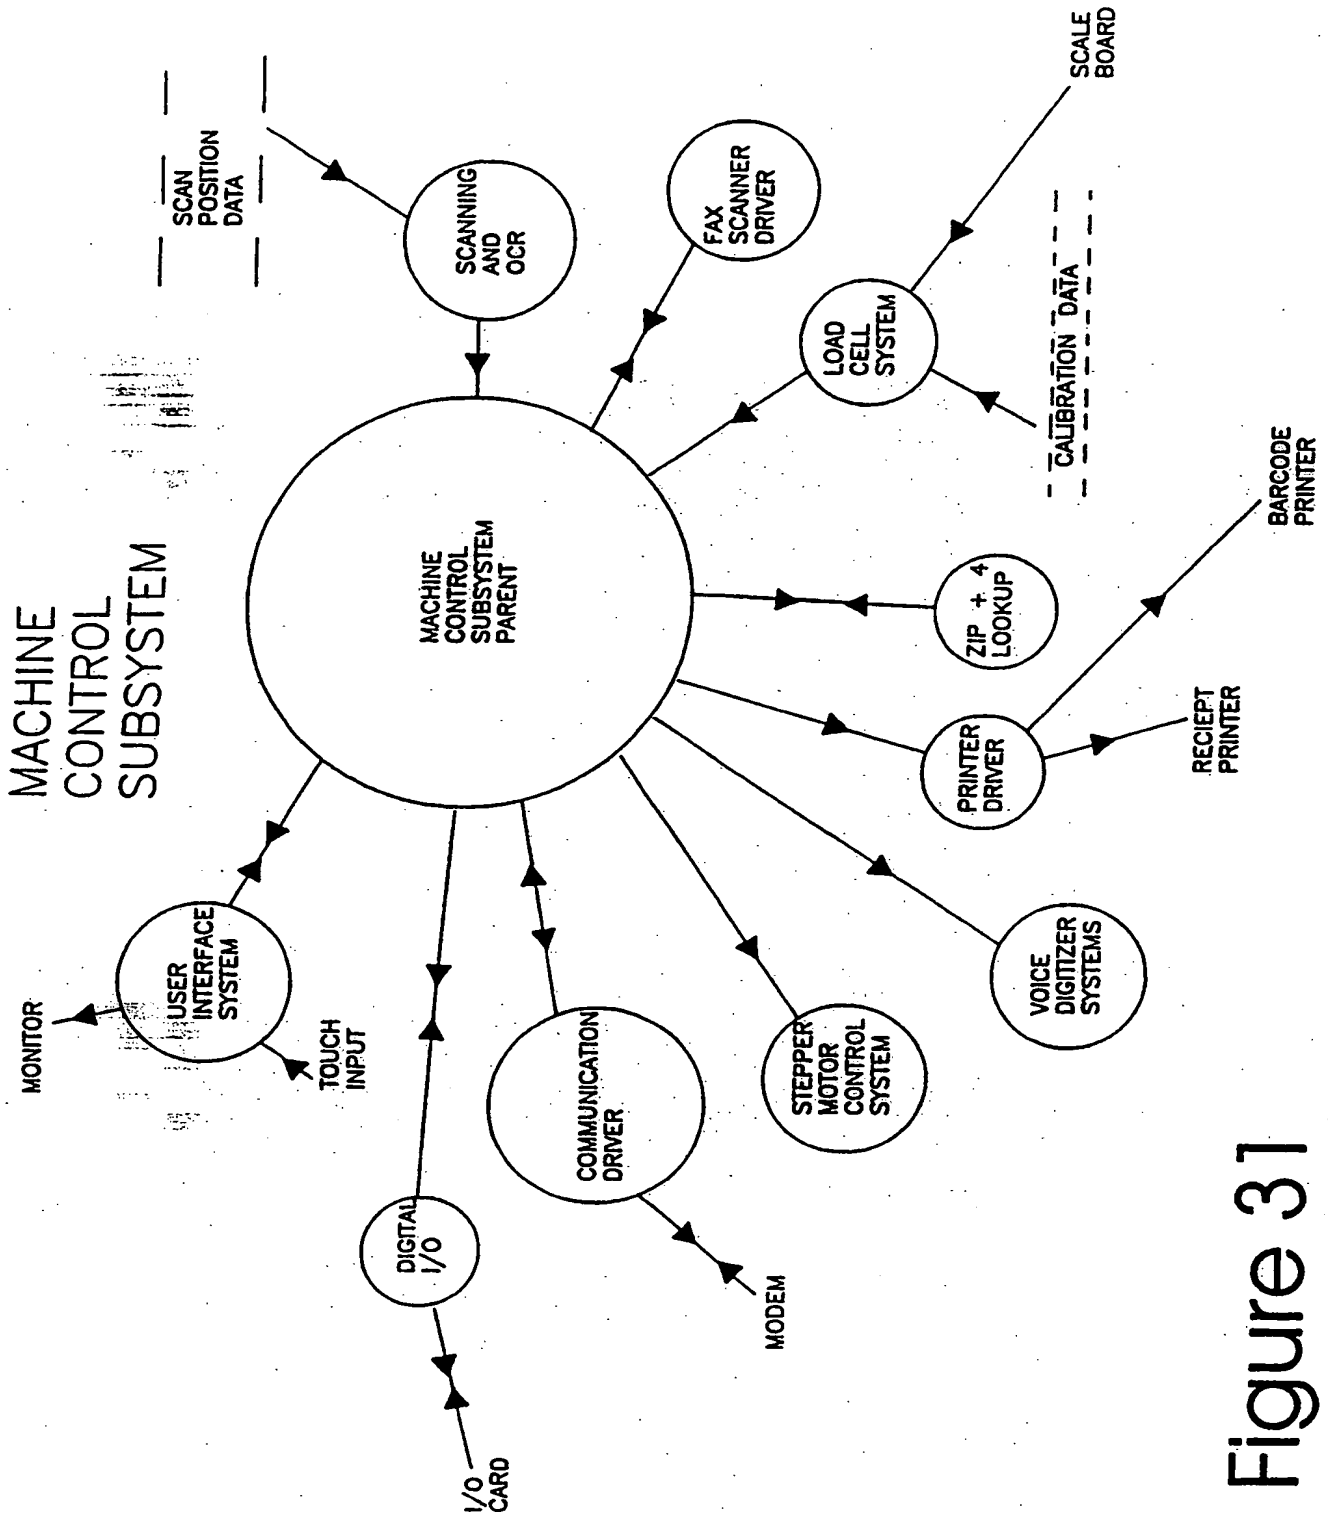 MACHINE
CONTROL
SUBSYSTEM
MONITOR
USER
INTERFACE
SYSTEM
TOUCH
INPUT
SCAN
POSITION
DATA
SCANNING
AND
OCR
MACHINE
CONTROL
SUBSYSTEM
PARENT
FAX
SCANNER
DRIVER
DIGITAL
I/O
I/O
CARD
COMMUNICATION
DRIVER
MODEM
STEPPER
MOTOR
CONTROL
SYSTEM
VOICE
DIGITIZER
SYSTEMS
PRINTER
DRIVER
RECIEPT
PRINTER
BARCODE
PRINTER
ZIP + 4
LOOKUP
LOAD
CELL
SYSTEM
CALIBRATION DATA
SCALE
BOARD
Figure 31